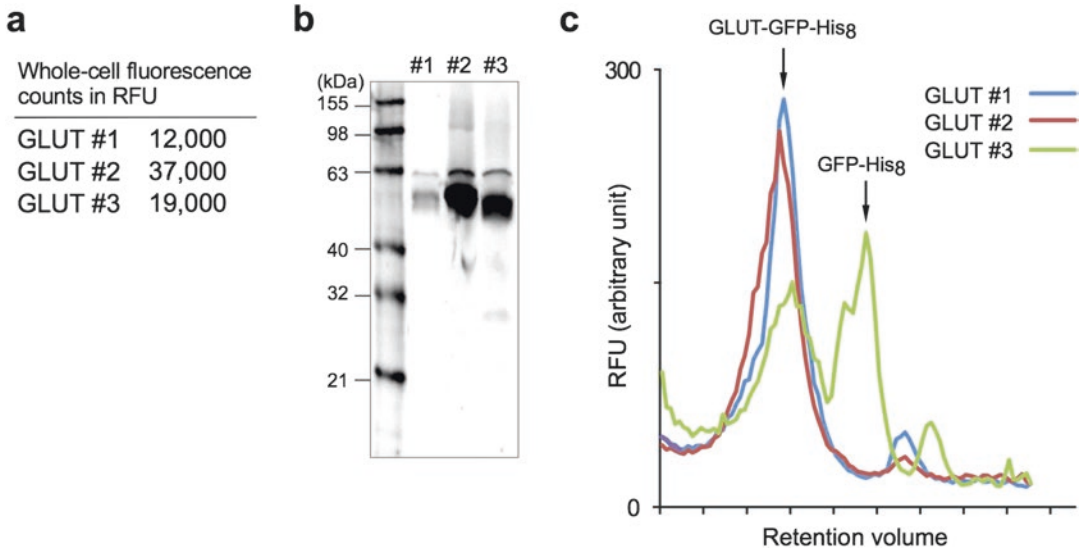 a
Whole-cell fluorescence
counts in RFU
GLUT #1 12,000
GLUT #2 37,000
GLUT #3 19,000
b
(kDa) #1 #2 #3
155
98
63
40
32
21
c
GLUT-GFP-His8
GFP-His8
GLUT #1
GLUT #2
GLUT #3
300
0
RFU (arbitrary unit)
Retention volume